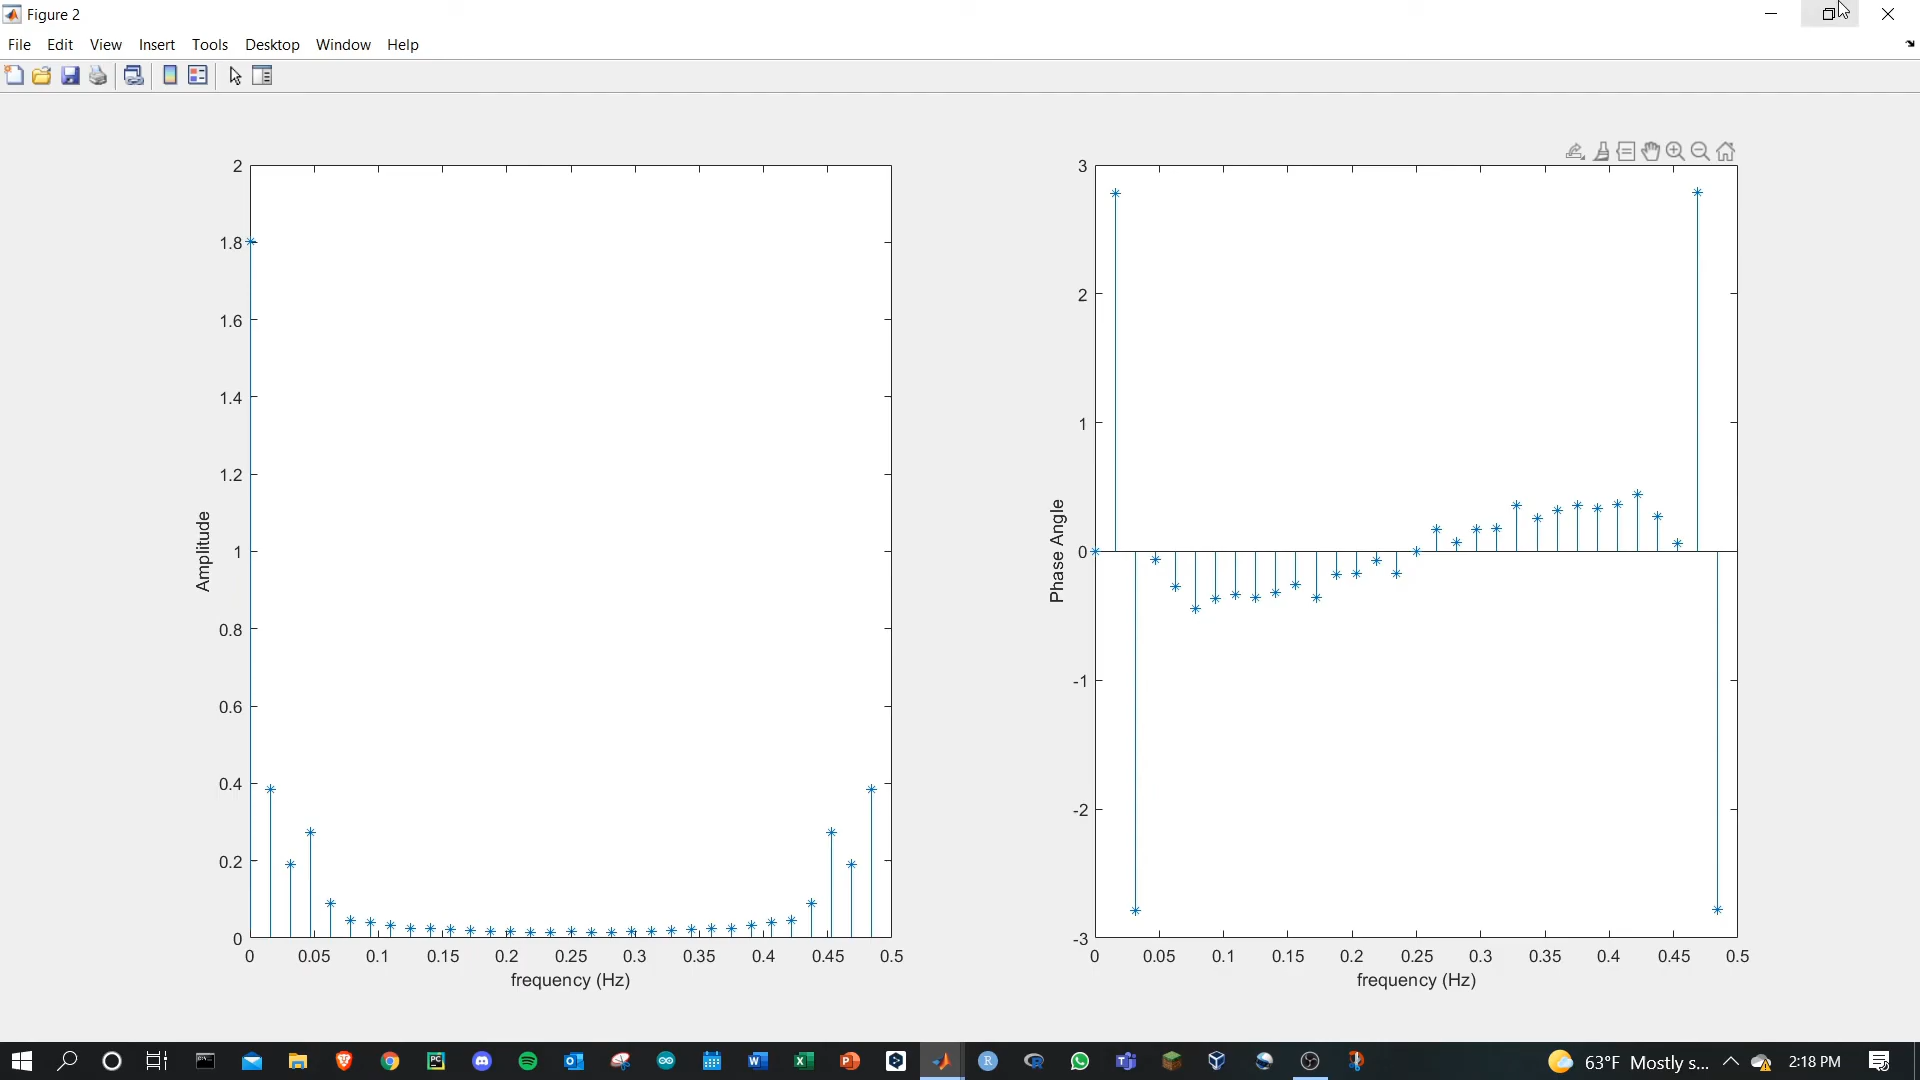 Figure 2
File Edit View Insert Tools Desktop Window Help
2
1.8
1.6
1.4
1.2
1
0.8
0.6
0.4
0.2
0
Amplitude
0 0.05 0.1 0.15 0.2 0.25 0.3 0.35 0.4 0.45 0.5
frequency (Hz)
3
2
1
0
-1
-2
-3
Phase Angle
0 0.05 0.1 0.15 0.2 0.25 0.3 0.35 0.4 0.45 0.5
frequency (Hz)
63°F Mostly s...
2:18 PM